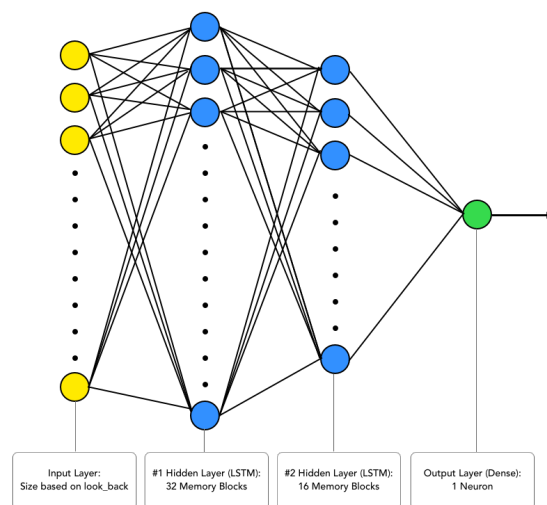 Input Layer:
Size based on look_back
#1 Hidden Layer (LSTM):
32 Memory Blocks
#2 Hidden Layer (LSTM):
16 Memory Blocks
Output Layer (Dense):
1 Neuron